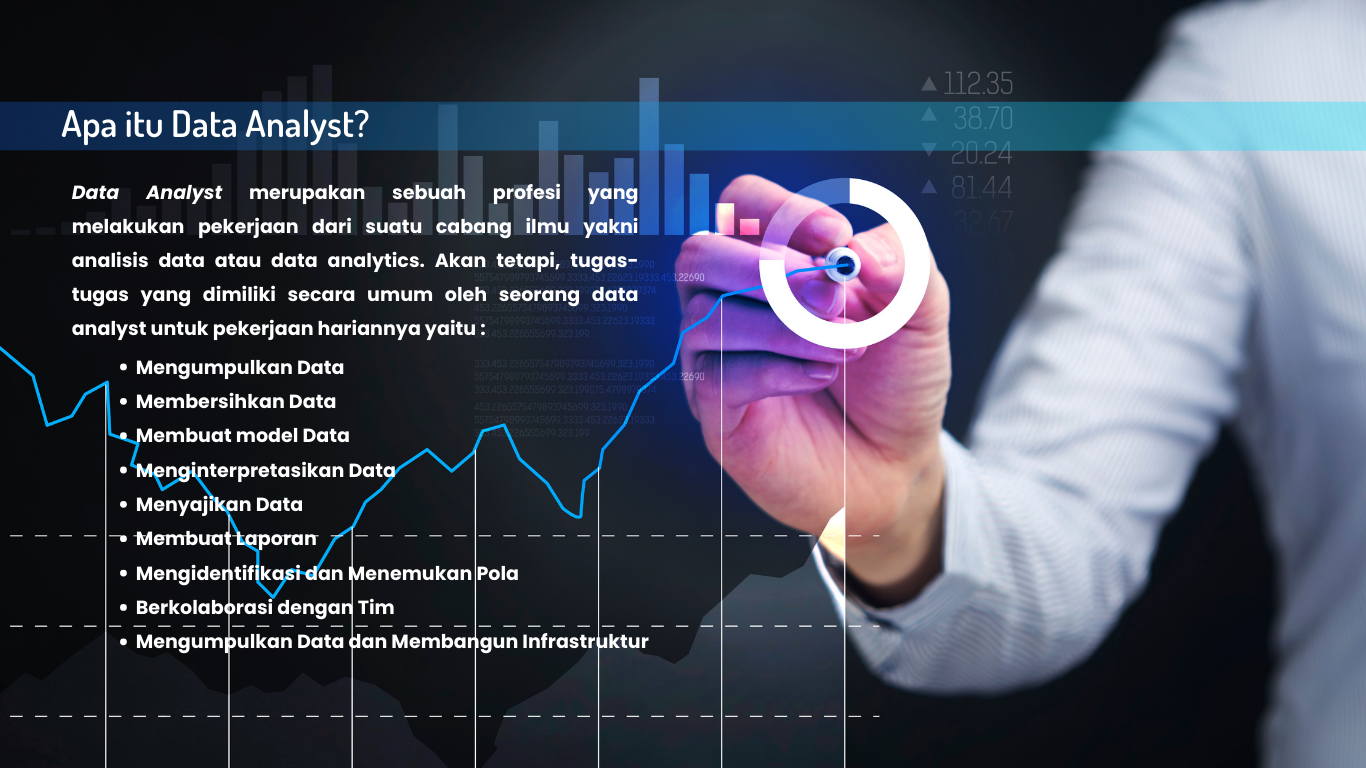 Apa itu Data Analyst?
Data Analyst merupakan sebuah profesi yang
melakukan pekerjaan dari suatu cabang ilmu yakni
analisis data atau data analytics. Akan tetapi, tugas-
tugas yang dimiliki secara umum oleh seorang data
analyst untuk pekerjaan hariannya yaitu :
• Mengumpulkan Data
• Membersihkan Data
• Membuat model Data
• Menginterpretasikan Data
• Menyajikan Data
• Membuat Laporan
• Mengidentifikasi dan Menemukan Pola
• Berkolaborasi dengan Tim
• Mengumpulkan Data dan Membangun Infrastruktur
▲ 112.35
▲ 38.70
▼ 20.24
▲ 81.44
32.67